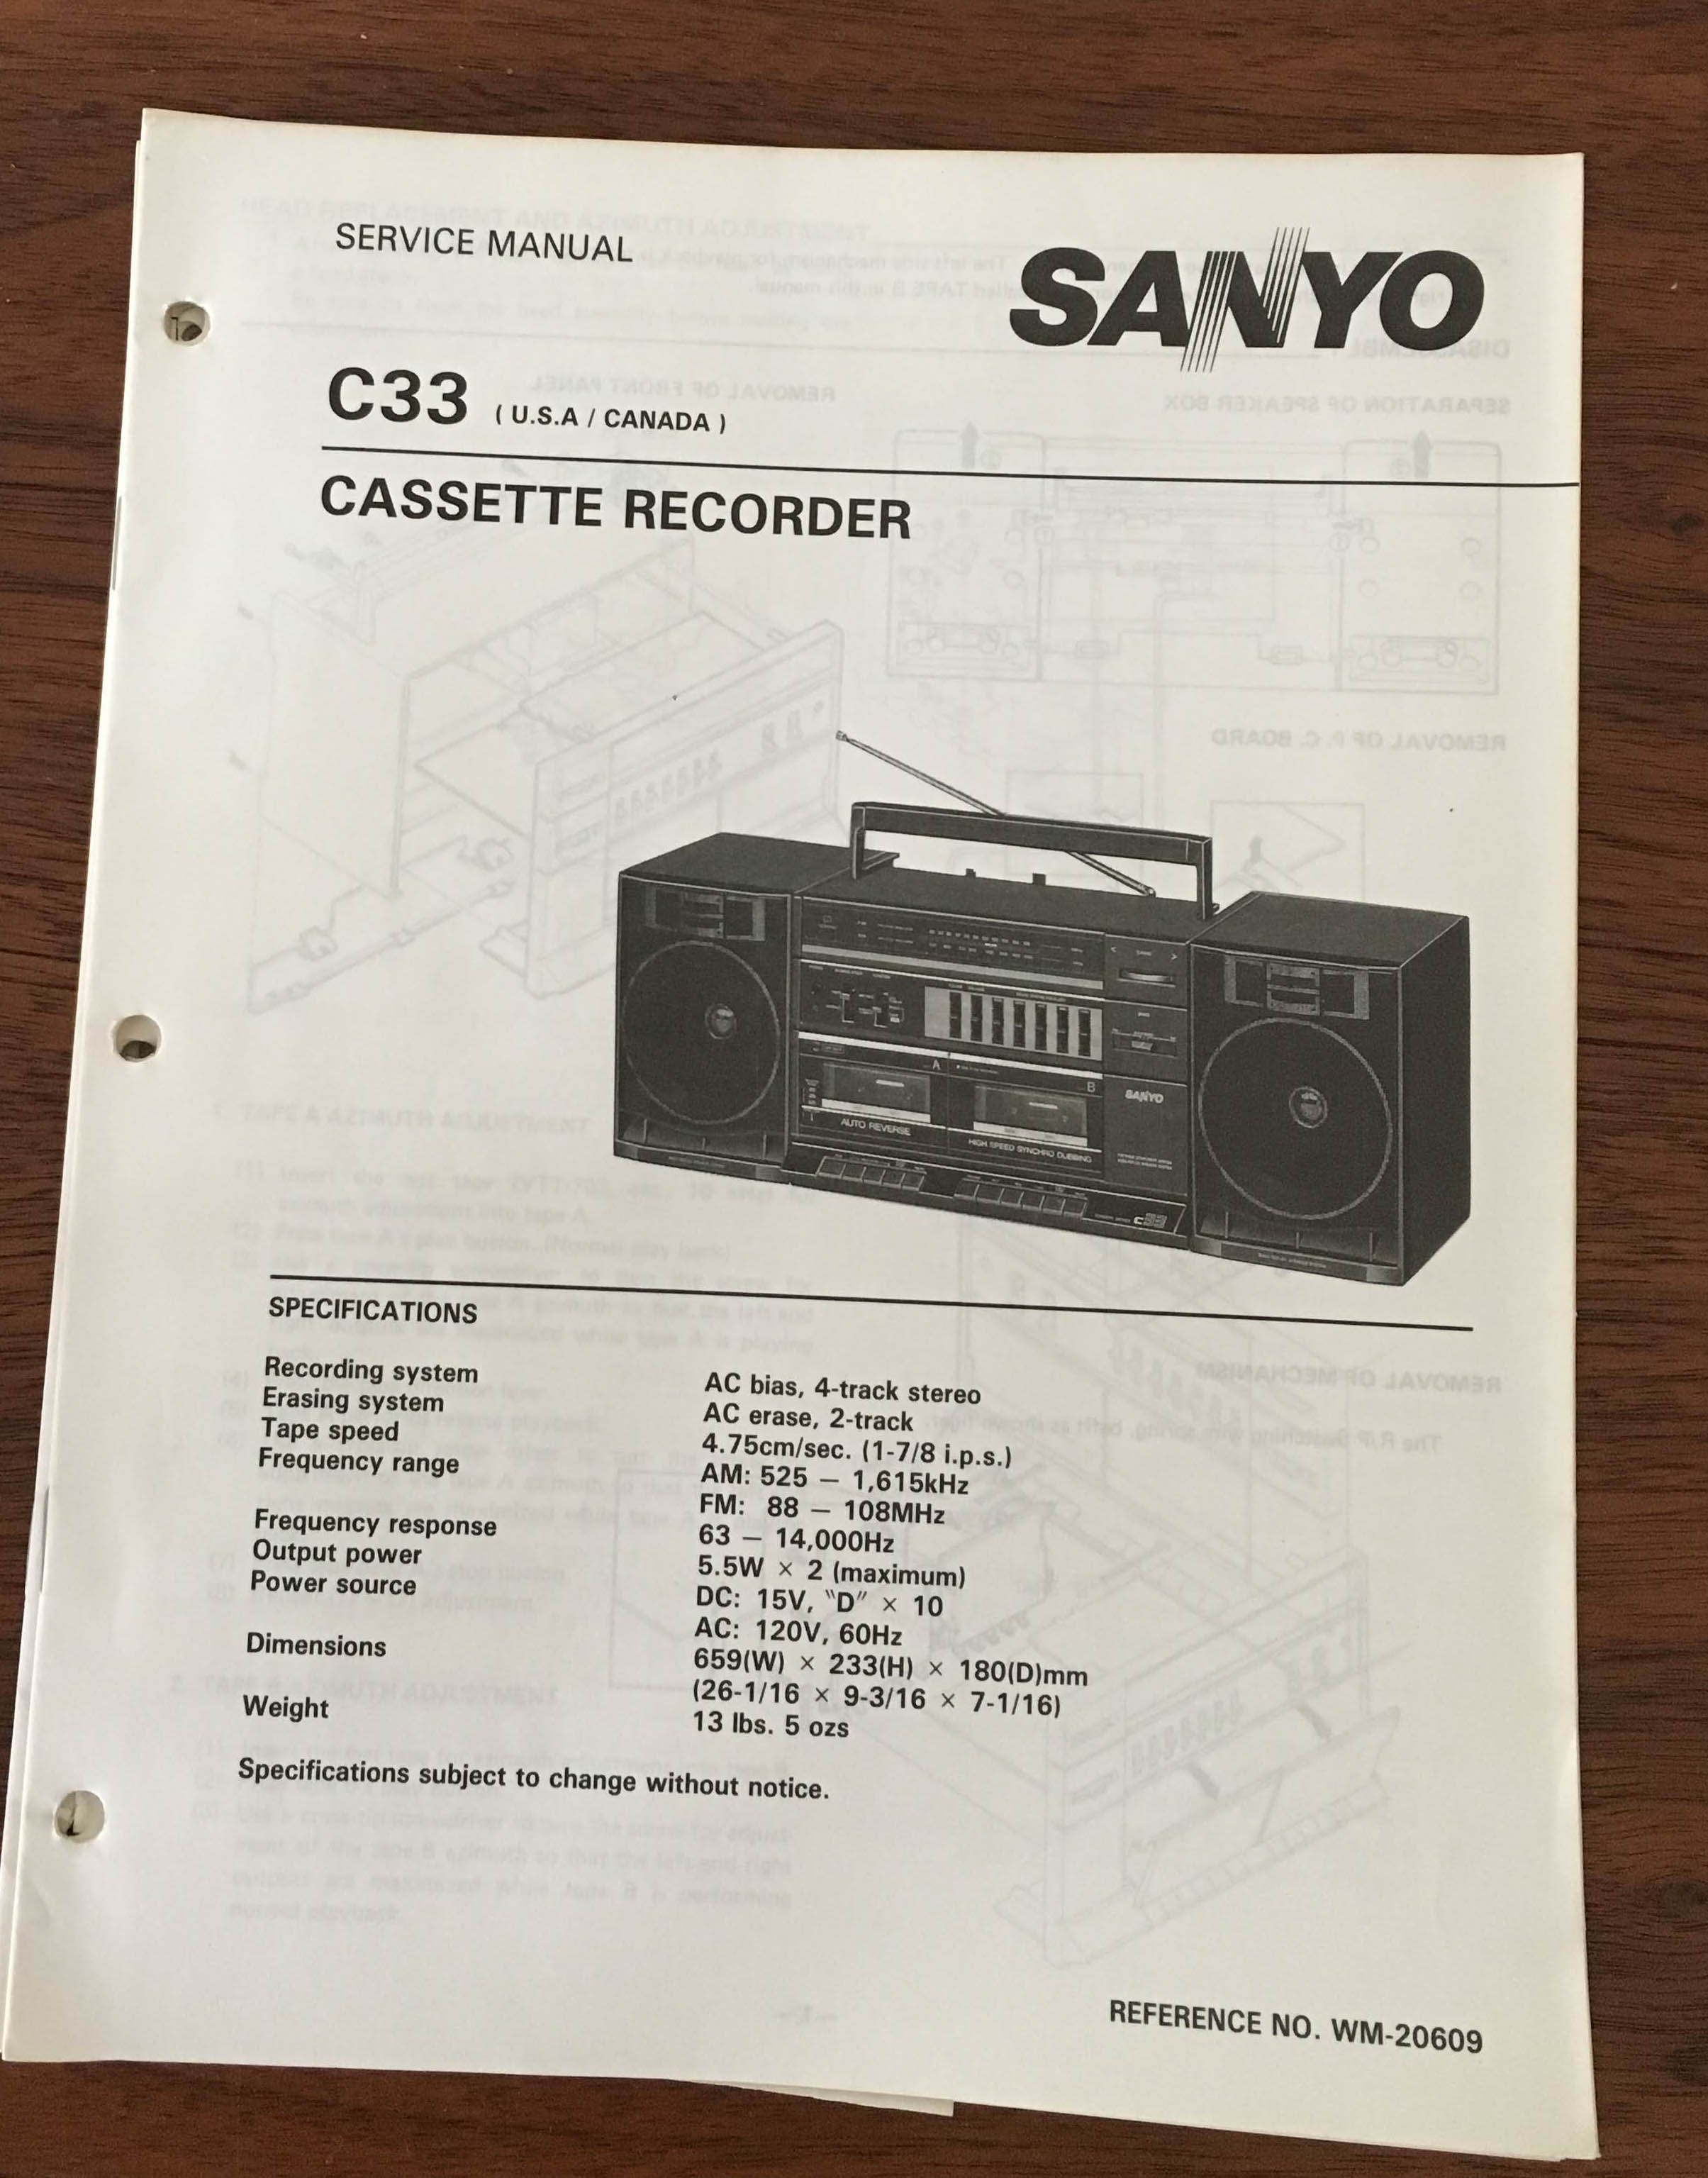 SERVICE MANUAL
SANYO
C33 ( U.S.A / CANADA )
CASSETTE RECORDER
A
B
SANYO
AUTO REVERSE
HIGH SPEED SYNCHRO DUBBING
C33
SPECIFICATIONS
Recording system AC bias, 4-track stereo
Erasing system AC erase, 2-track
Tape speed 4.75cm/sec. (1-7/8 i.p.s.)
Frequency range AM: 525 — 1,615kHz
FM: 88 — 108MHz
Frequency response 63 — 14,000Hz
Output power 5.5W × 2 (maximum)
Power source DC: 15V, "D" × 10
AC: 120V, 60Hz
Dimensions 659(W) × 233(H) × 180(D)mm
(26-1/16 × 9-3/16 × 7-1/16)
Weight 13 lbs. 5 ozs
Specifications subject to change without notice.
REFERENCE NO. WM-20609